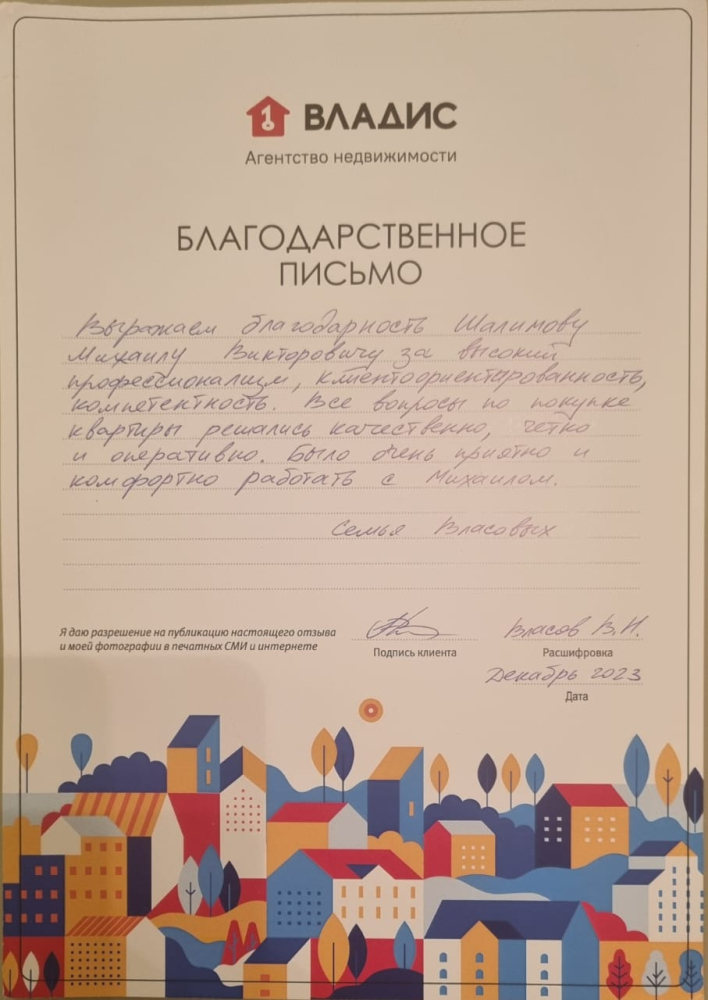 ВЛАДИС
Агентство недвижимости
БЛАГОДАРСТВЕННОЕ
ПИСЬМО
Выражаем благодарность Шалимову
Михаилу Викторовичу за высокий
профессионализм, клиентоориентированность,
компетентность. Все вопросы по покупке
квартиры решались качественно, четко
и оперативно. Было очень приятно и
комфортно работать с Михаилом.
Семья Власовых
Я даю разрешение на публикацию настоящего отзыва
и моей фотографии в печатных СМИ и интернете
Подпись клиента
Власов В.И.
Расшифровка
Декабрь 2023
Дата